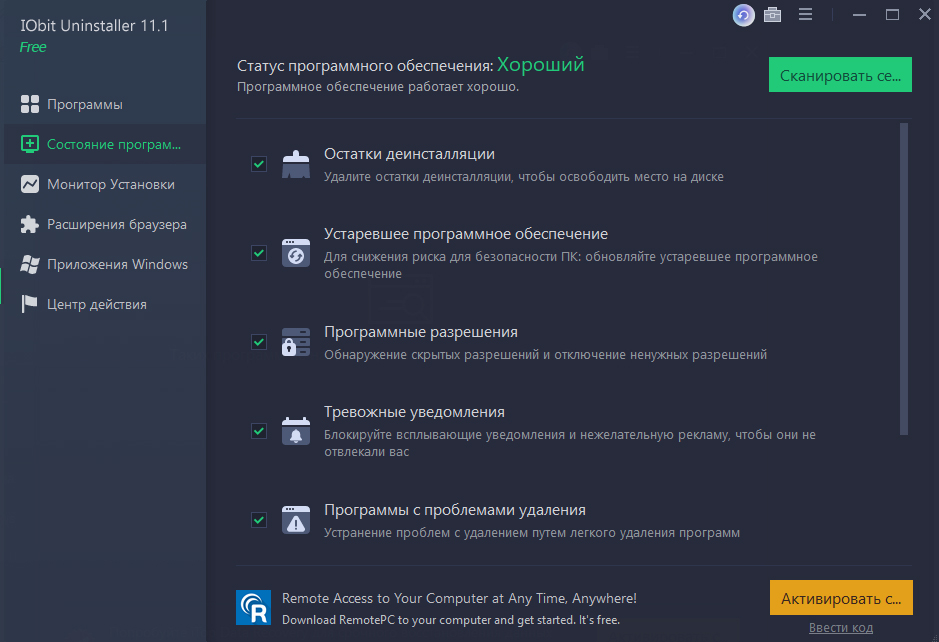 IObit Uninstaller 11.1
Free
Программы
Состояние програм...
Монитор Установки
Расширения браузера
Приложения Windows
Центр действия
Статус программного обеспечения: Хороший
Программное обеспечение работает хорошо.
Сканировать се...
Остатки деинсталляции
Удалите остатки деинсталляции, чтобы освободить место на диске
Устаревшее программное обеспечение
Для снижения риска для безопасности ПК: обновляйте устаревшее программное
обеспечение
Программные разрешения
Обнаружение скрытых разрешений и отключение ненужных разрешений
Тревожные уведомления
Блокируйте всплывающие уведомления и нежелательную рекламу, чтобы они не
отвлекали вас
Программы с проблемами удаления
Устранение проблем с удалением путем легкого удаления программ
Remote Access to Your Computer at Any Time, Anywhere!
Download RemotePC to your computer and get started. It's free.
Активировать с...
Ввести код